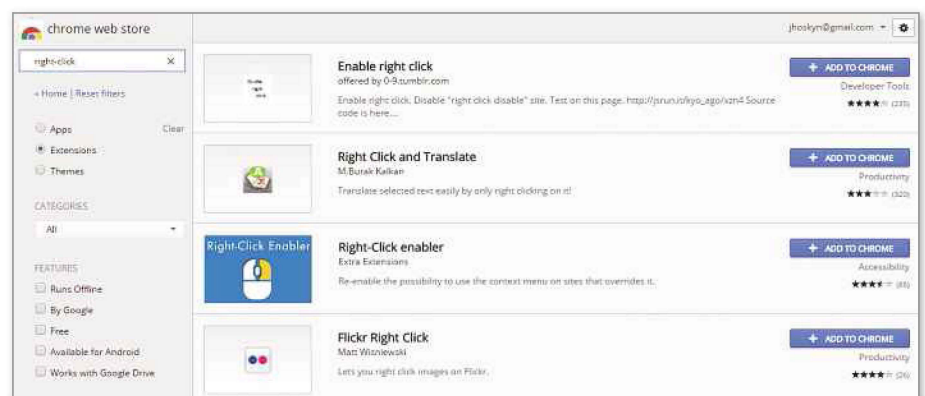 chrome web store
jhoskyn@gmail.com
right-click
« Home | Reset filters
Apps
Clear
Extensions
Themes
CATEGORIES
All
FEATURES
Runs Offline
By Google
Free
Available for Android
Works with Google Drive
Enable right click
offered by 0-9.tumblr.com
Enable right click. Disable "right click disable" site. Test on this page. Source
code is here....
+ ADD TO CHROME
Developer Tools
Right Click and Translate
M.Burak Kalkan
Translate selected text easily by only right clicking on it!
+ ADD TO CHROME
Productivity
Right-Click Enabler
Right-Click enabler
Extra Extensions
Re-enable the possibility to use the context menu on sites that overrides it.
+ ADD TO CHROME
Accessibility
Flickr Right Click
Matt Wisniewski
Lets you right click images on Flickr.
+ ADD TO CHROME
Productivity
(26)